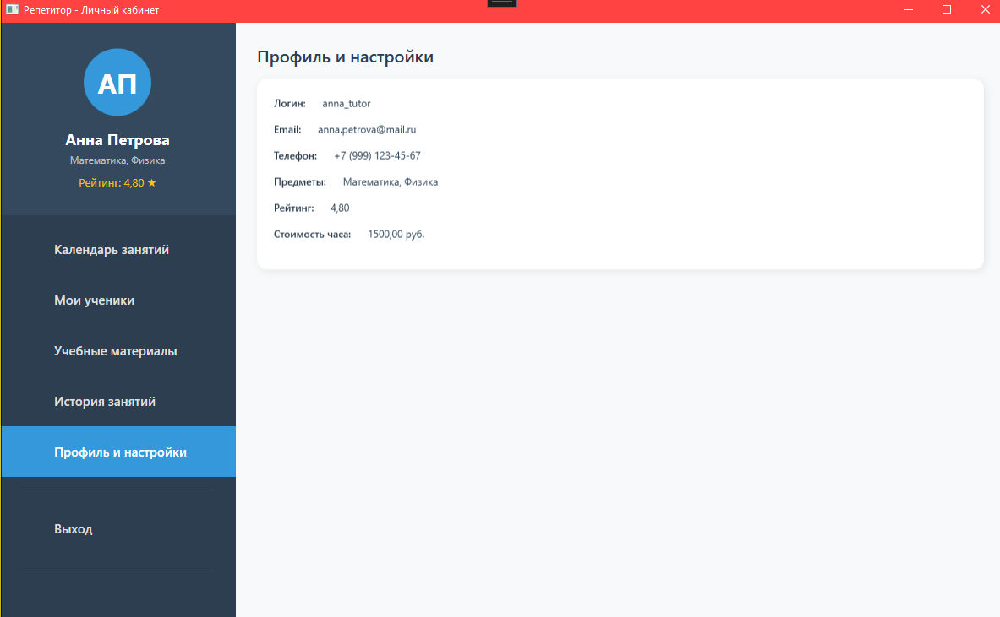 Репетитор - Личный кабинет
АП
Анна Петрова
Математика, Физика
Рейтинг: 4,80 ★
Календарь занятий
Мои ученики
Учебные материалы
История занятий
Профиль и настройки
Выход
Профиль и настройки
Логин: anna_tutor
Email: anna.petrova@mail.ru
Телефон: +7 (999) 123-45-67
Предметы: Математика, Физика
Рейтинг: 4,80
Стоимость часа: 1500,00 руб.